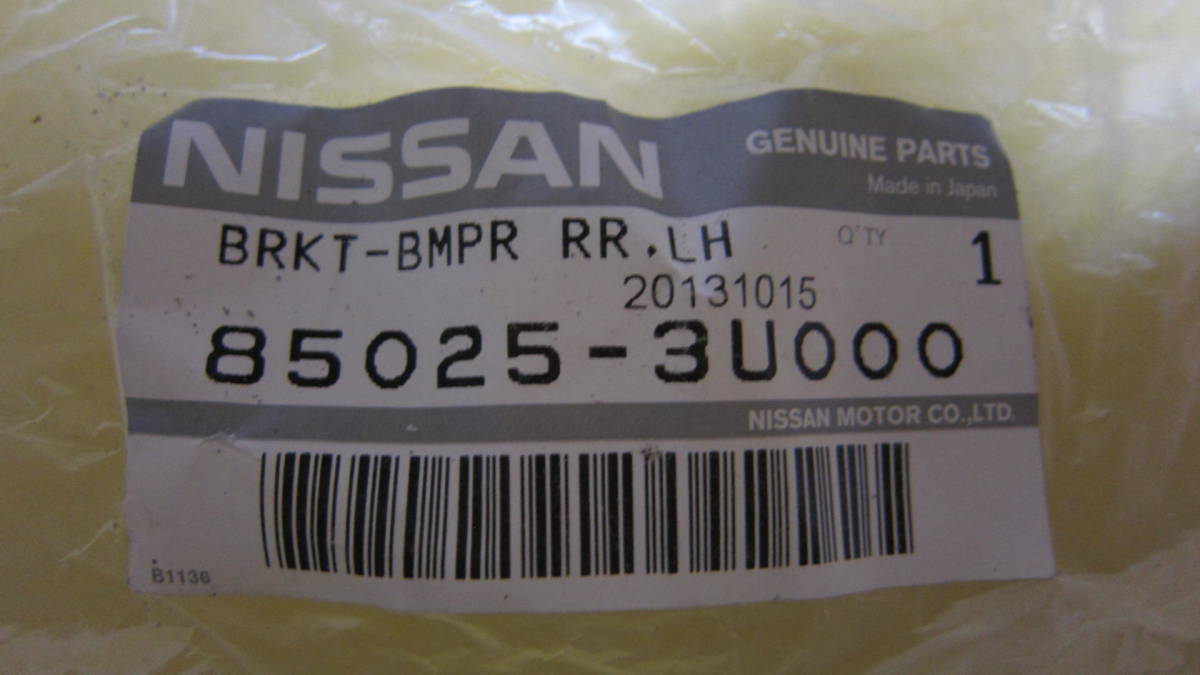 NISSAN
GENUINE PARTS
Made in Japan
BRKT-BMPR RR.LH
Q'TY 1
20131015
85025-3U000
NISSAN MOTOR CO.,LTD.
B1136